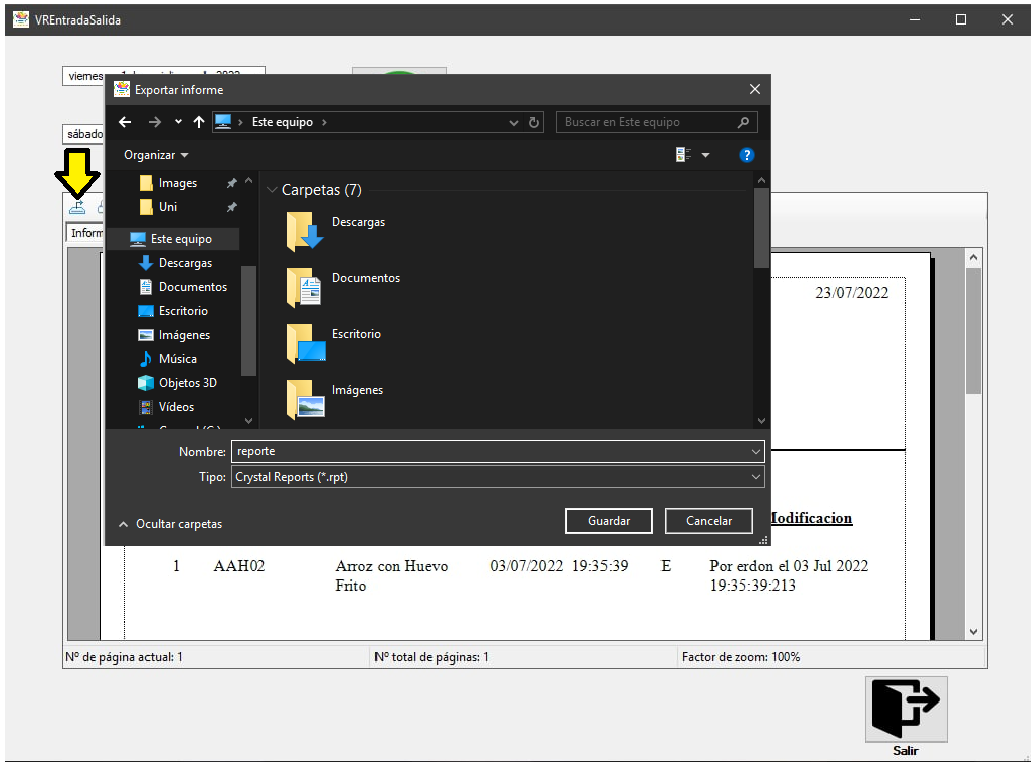 VREntradaSalida
viernes
Exportar informe
Este equipo
Buscar en Este equipo
Organizar
sábado
Images
Uni
Este equipo
Descargas
Documentos
Escritorio
Imágenes
Música
Objetos 3D
Vídeos
Carpetas (7)
Descargas
Documentos
Escritorio
Imágenes
Inform
23/07/2022
Nombre: reporte
Tipo: Crystal Reports (*.rpt)
Ocultar carpetas
Guardar
Cancelar
Modificacion
1 AAH02 Arroz con Huevo 03/07/2022 19:35:39 E Por erdon el 03 Jul 2022
Frito 19:35:39:213
Nº de página actual: 1 Nº total de páginas: 1 Factor de zoom: 100%
Salir